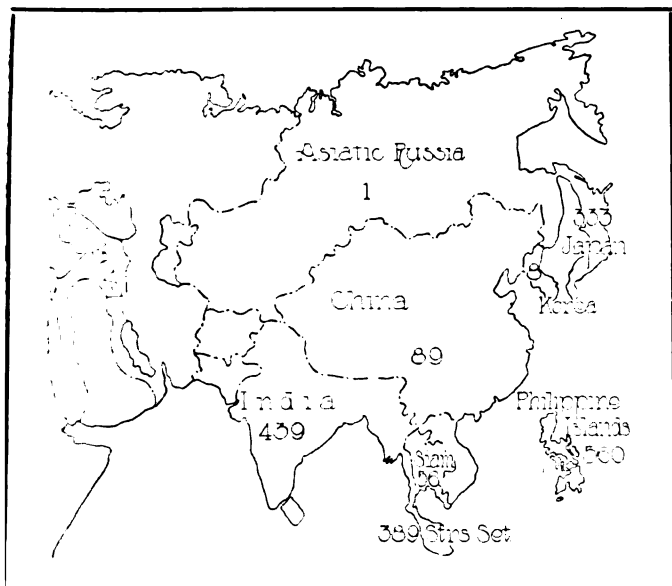 Asiatic Russia
1
333
Japan
8
Korea
China
89
India
439
Philippine
Islands
560
Siam
389 Strs Set